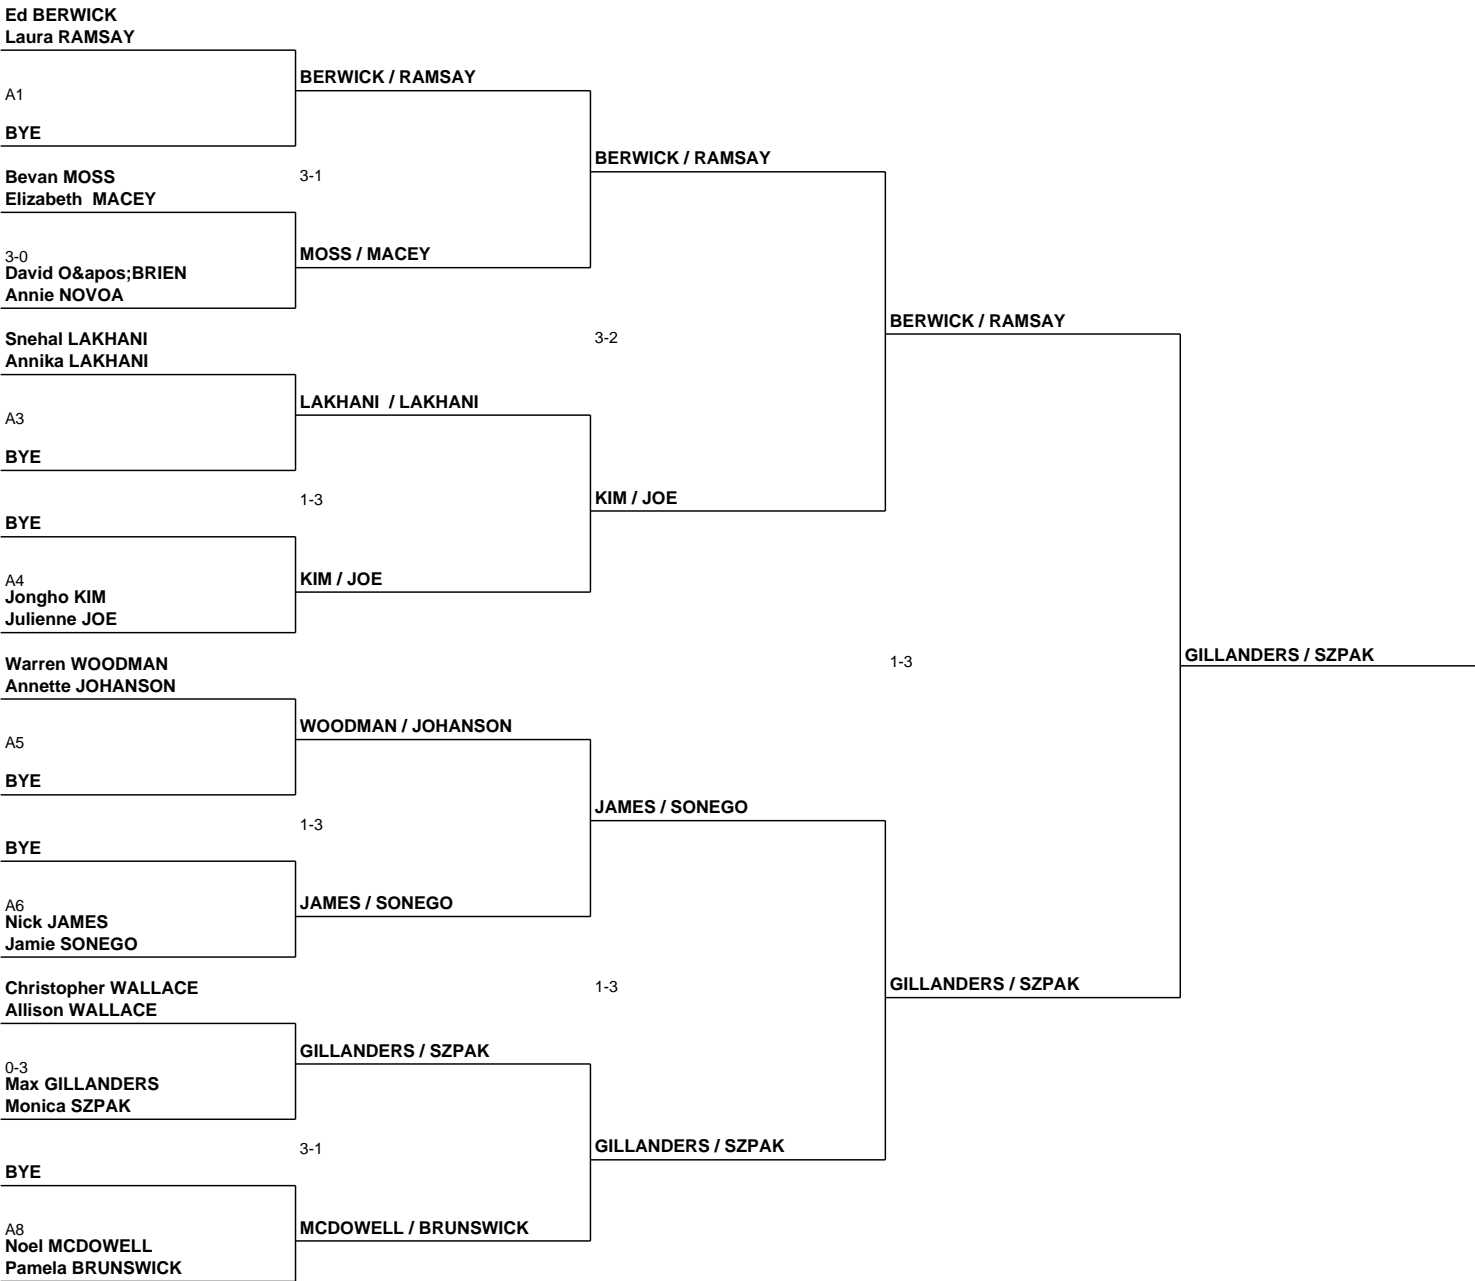 Ed BERWICK
Laura RAMSAY
BERWICK / RAMSAY
A1
BYE
BERWICK / RAMSAY
Bevan MOSS
3-1
Elizabeth  MACEY
3-0
MOSS / MACEY
David O&apos;BRIEN
Annie NOVOA
BERWICK / RAMSAY
Snehal LAKHANI
3-2
Annika LAKHANI
LAKHANI  / LAKHANI
A3
BYE
1-3
KIM / JOE
BYE
A4
KIM / JOE
Jongho KIM
Julienne JOE
GILLANDERS / SZPAK
Warren WOODMAN
1-3
Annette JOHANSON
WOODMAN / JOHANSON
A5
BYE
JAMES / SONEGO
1-3
BYE
A6
JAMES / SONEGO
Nick JAMES
Jamie SONEGO
Christopher WALLACE
1-3
GILLANDERS / SZPAK
Allison WALLACE
GILLANDERS / SZPAK
0-3
Max GILLANDERS
Monica SZPAK
3-1
GILLANDERS / SZPAK
BYE
A8
MCDOWELL / BRUNSWICK
Noel MCDOWELL
Pamela BRUNSWICK